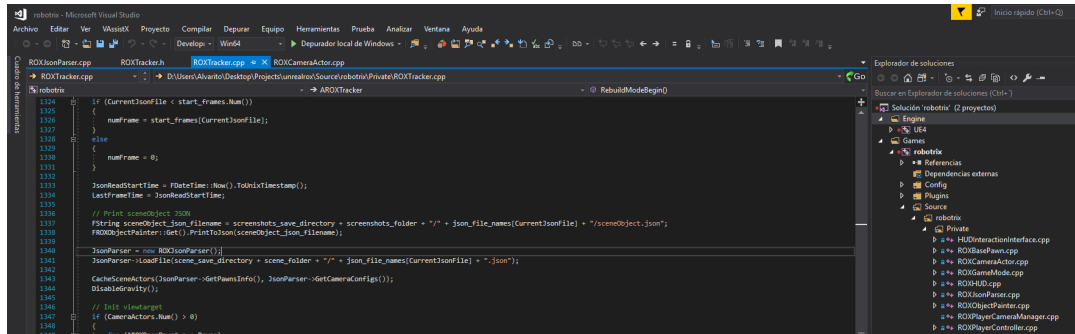 robotrix - Microsoft Visual Studio
Inicio rápido (Ctrl+Q)
Archivo Editar Ver VAssistX Proyecto Compilar Depurar Equipo Herramientas Prueba Analizar Ventana Ayuda
Develop Win64 Depurador local de Windows
Cuadro de herramientas
ROXJsonParser.cpp ROXTracker.h ROXTracker.cpp ROXCameraActor.cpp
Explorador de soluciones
ROXTracker.cpp D:\Users\Alvarito\Desktop\Projects\unrealrox\Source\robotrix\Private\ROXTracker.cpp Go
robotrix AROXTracker RebuildModeBegin()
Buscar en Explorador de soluciones (Ctrl+´)
1324 if (CurrentJsonFile < start_frames.Num())
1325 {
1326 numFrame = start_frames[CurrentJsonFile];
1327 }
1328 else
1329 {
1330 numFrame = 0;
1331 }
1332
1333 JsonReadStartTime = FDateTime::Now().ToUnixTimestamp();
1334 LastFrameTime = JsonReadStartTime;
1335
1336 // Print sceneObject JSON
1337 FString sceneObject_json_filename = screenshots_save_directory + screenshots_folder + "/" + json_file_names[CurrentJsonFile] + "/sceneObject.json";
1338 FROXObjectPainter::Get().PrintToJson(sceneObject_json_filename);
1339
1340 JsonParser = new ROXJsonParser();
1341 JsonParser->LoadFile(scene_save_directory + scene_folder + "/" + json_file_names[CurrentJsonFile] + ".json");
1342
1343 CacheSceneActors(JsonParser->GetPawnsInfo(), JsonParser->GetCameraConfigs());
1344 DisableGravity();
1345
1346 // Init viewtarget
1347 if (CameraActors.Num() > 0)
1348 {
Solución 'robotrix' (2 proyectos)
Engine
UE4
Games
robotrix
Referencias
Dependencias externas
Config
Plugins
Source
robotrix
Private
HUDInteractionInterface.cpp
ROXBasePawn.cpp
ROXCameraActor.cpp
ROXGameMode.cpp
ROXHUD.cpp
ROXJsonParser.cpp
ROXObjectPainter.cpp
ROXPlayerCameraManager.cpp
ROXPlayerController.cpp